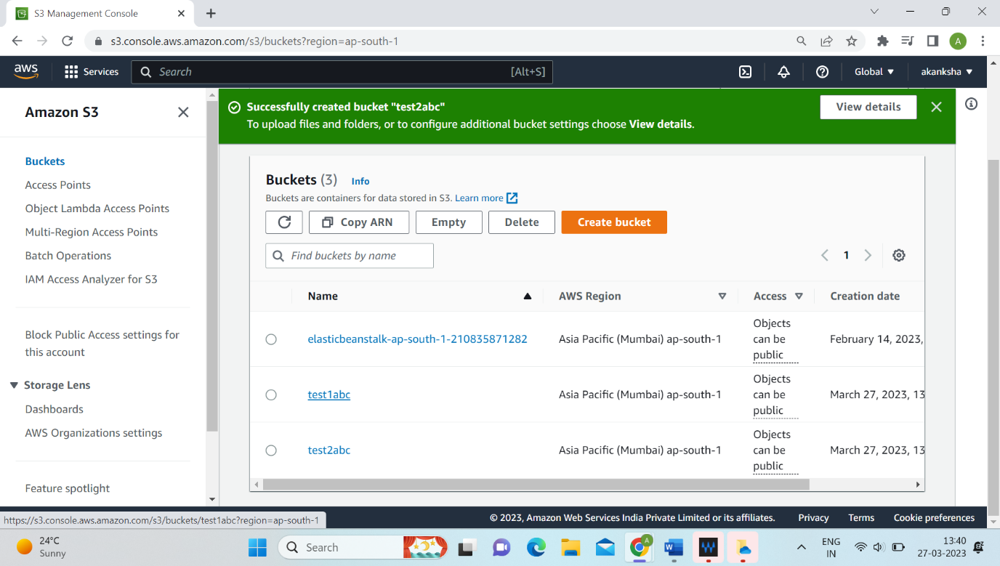 S3 Management Console
s3.console.aws.amazon.com/s3/buckets?region=ap-south-1
A
aws
Services
Search
[Alt+S]
Global
akanksha
Amazon S3
Buckets
Access Points
Object Lambda Access Points
Multi-Region Access Points
Batch Operations
IAM Access Analyzer for S3
Block Public Access settings for
this account
Storage Lens
Dashboards
AWS Organizations settings
Feature spotlight
Successfully created bucket "test2abc"
To upload files and folders, or to configure additional bucket settings choose View details.
View details
Buckets (3) Info
Buckets are containers for data stored in S3. Learn more
Copy ARN
Empty
Delete
Create bucket
Find buckets by name
1
Name AWS Region Access Creation date
elasticbeanstalk-ap-south-1-210835871282 Asia Pacific (Mumbai) ap-south-1 Objects can be public February 14, 2023,
test1abc Asia Pacific (Mumbai) ap-south-1 Objects can be public March 27, 2023, 13
test2abc Asia Pacific (Mumbai) ap-south-1 Objects can be public March 27, 2023, 13
https://s3.console.aws.amazon.com/s3/buckets/test1abc?region=ap-south-1
© 2023, Amazon Web Services India Private Limited or its affiliates. Privacy Terms Cookie preferences
24°C
Sunny
Search
A
ENG
IN
13:40
27-03-2023